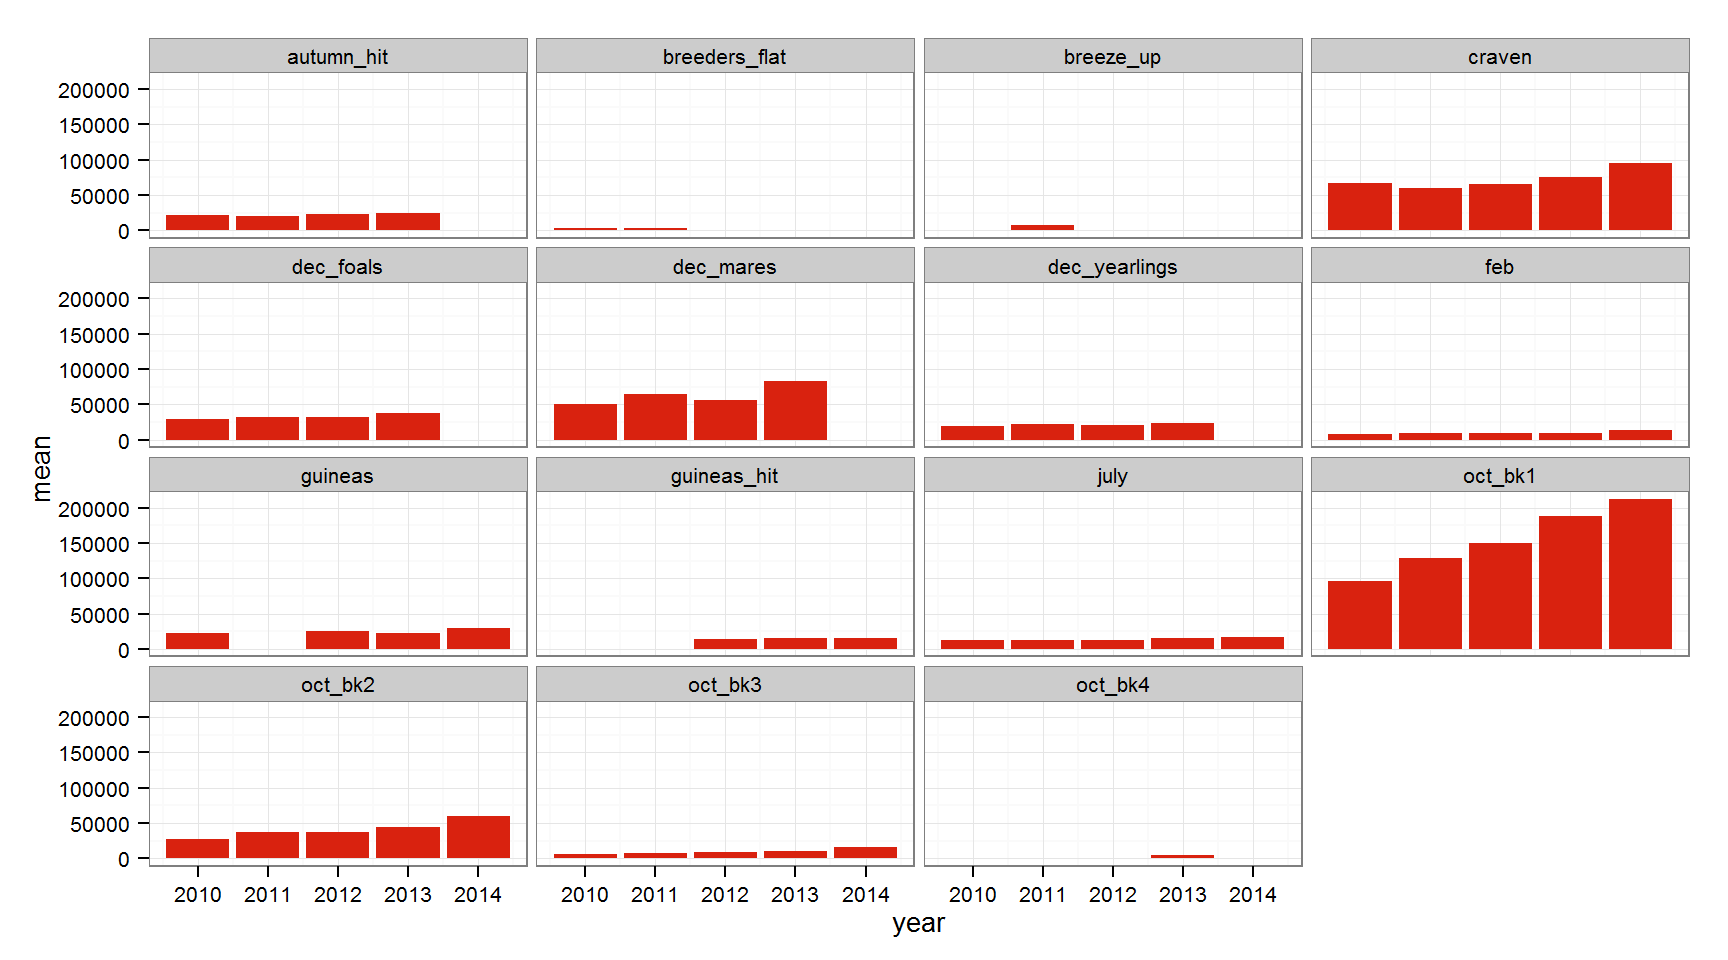 autumn_hit breeders_flat breeze_up craven
200000
150000
100000
50000
0
dec_foals dec_mares dec_yearlings feb
200000
150000
100000
50000
0
mean
guineas guineas_hit july oct_bk1
200000
150000
100000
50000
0
oct_bk2 oct_bk3 oct_bk4
200000
150000
100000
50000
0
2010 2011 2012 2013 2014 2010 2011 2012 2013 2014 2010 2011 2012 2013 2014
year